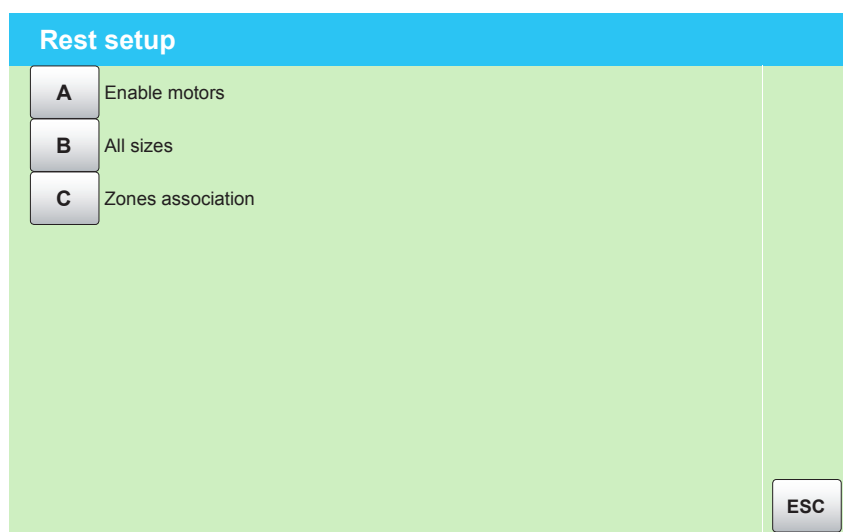 Rest setup
A Enable motors
B All sizes
C Zones association
ESC